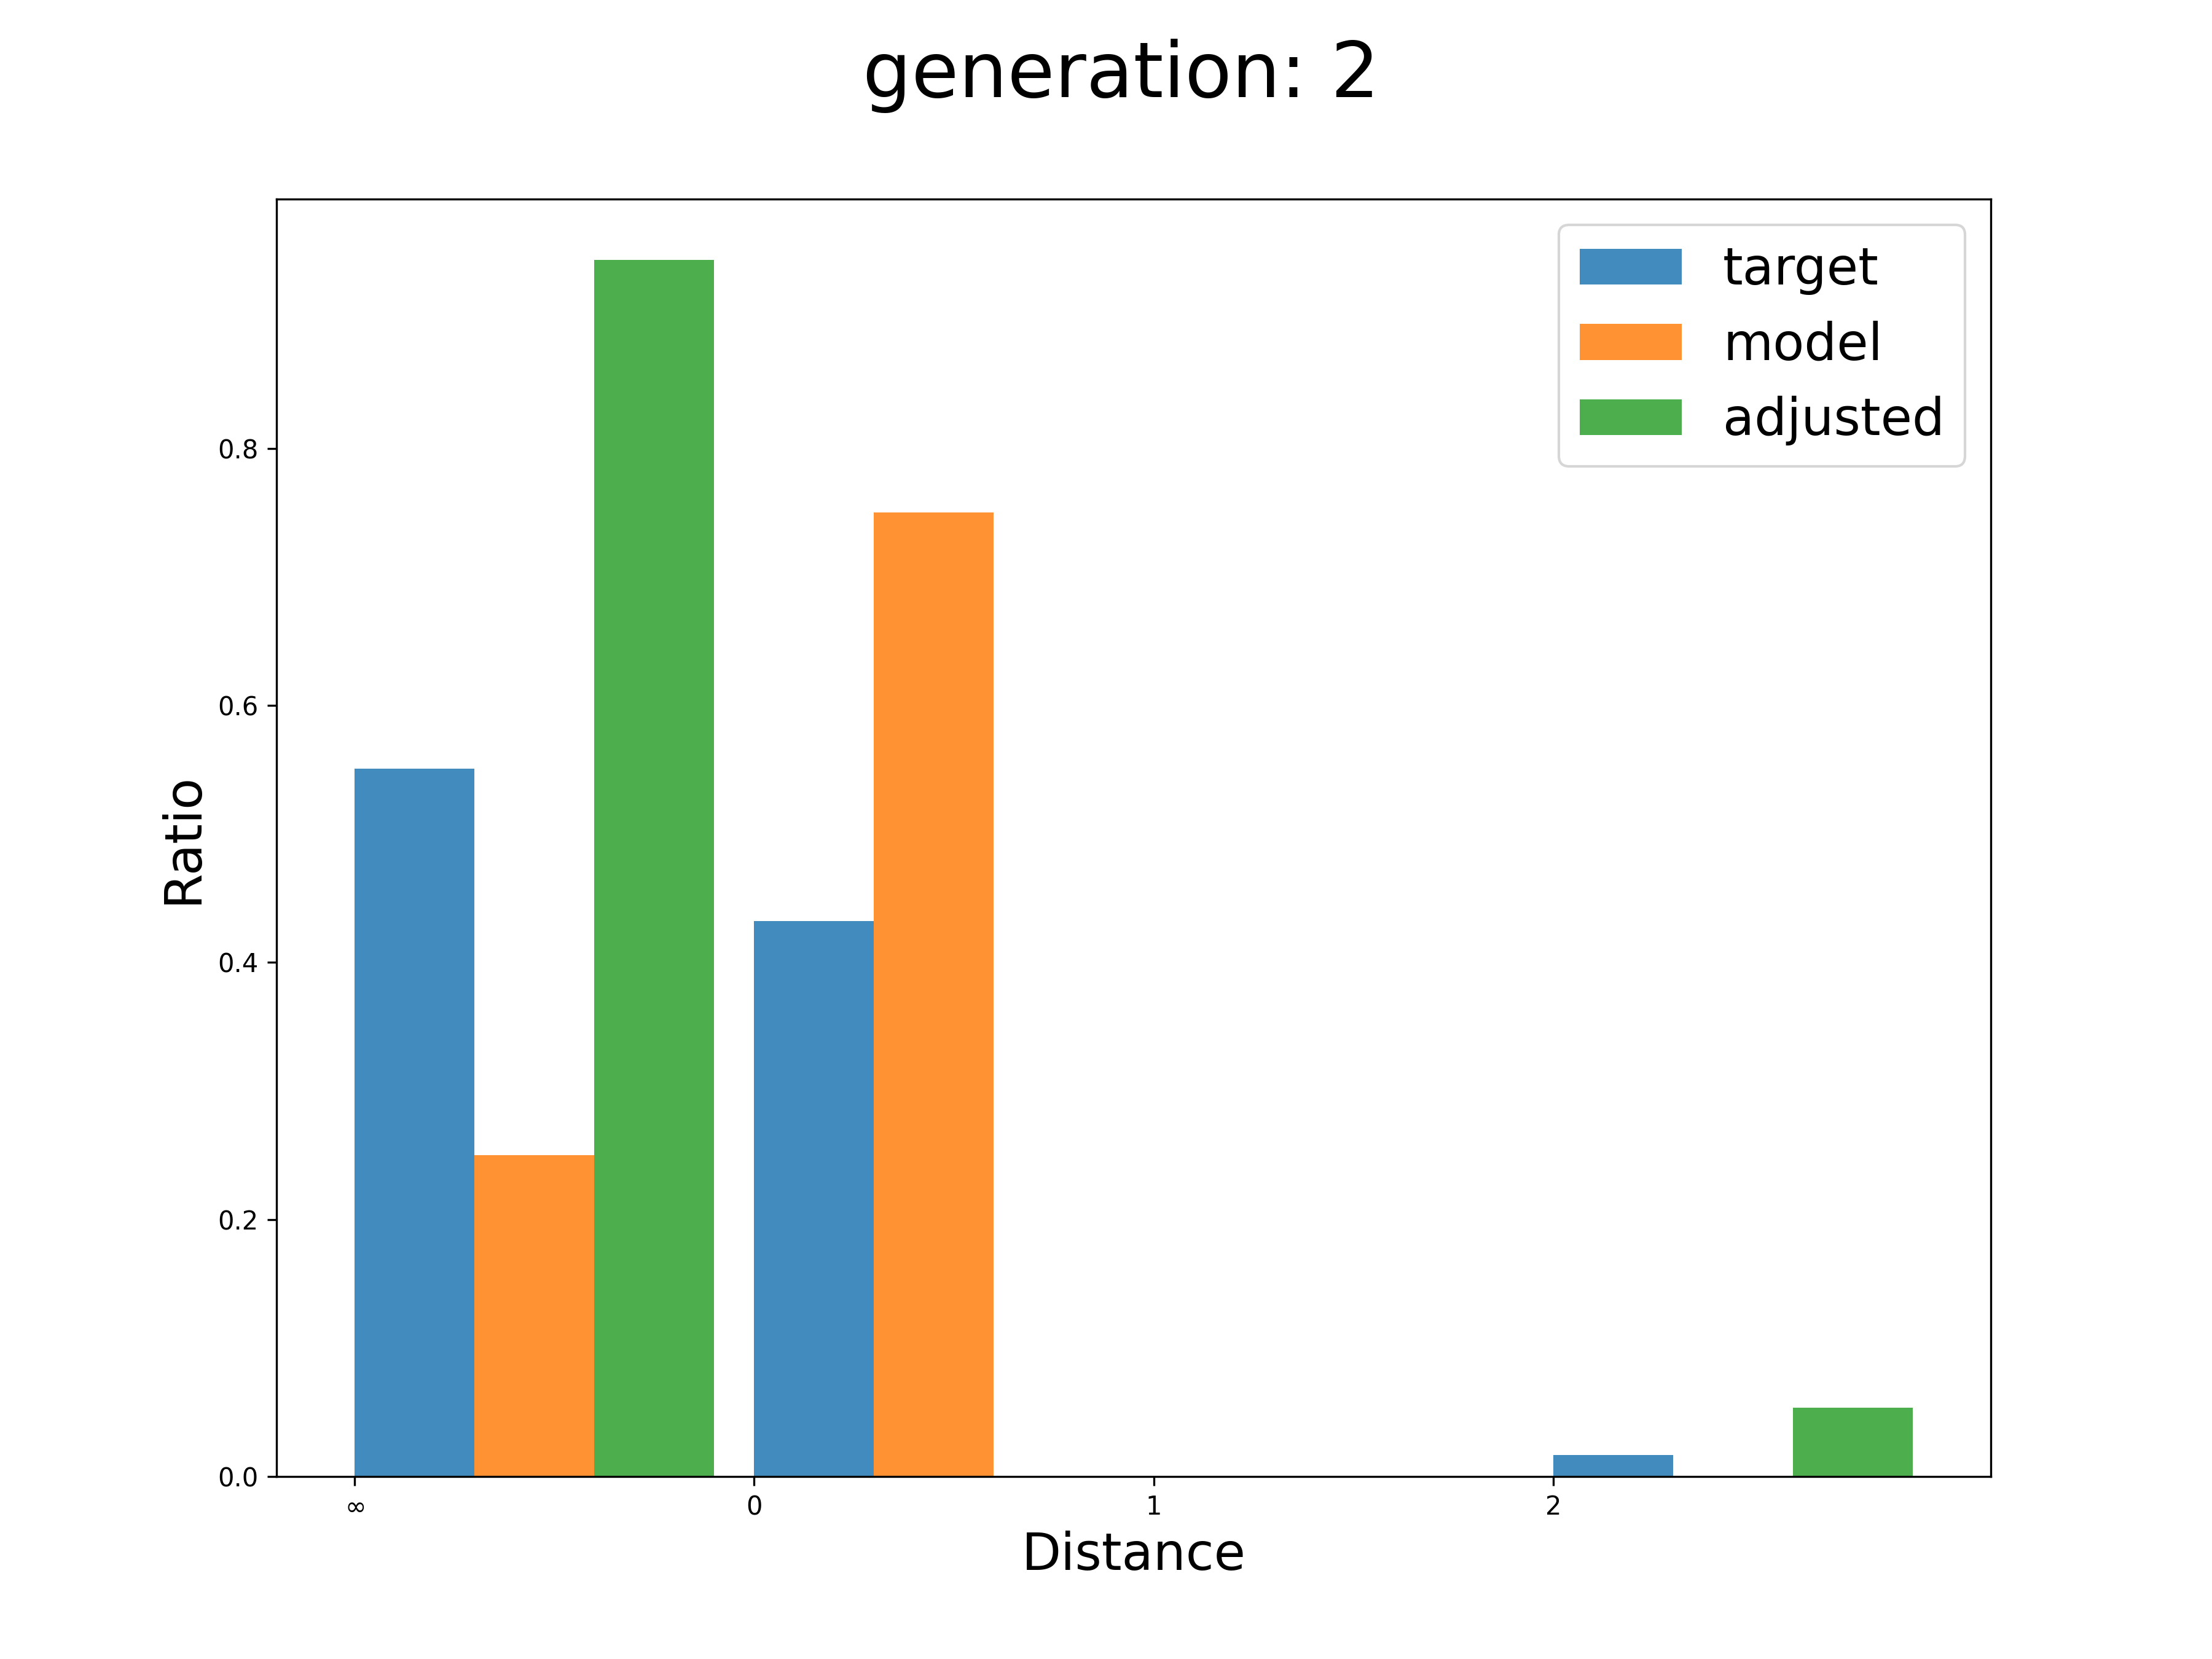 generation: 2
target
model
adjusted
0.8
0.6
0.4
0.2
0.0
Ratio
∞ 0 1 2
Distance